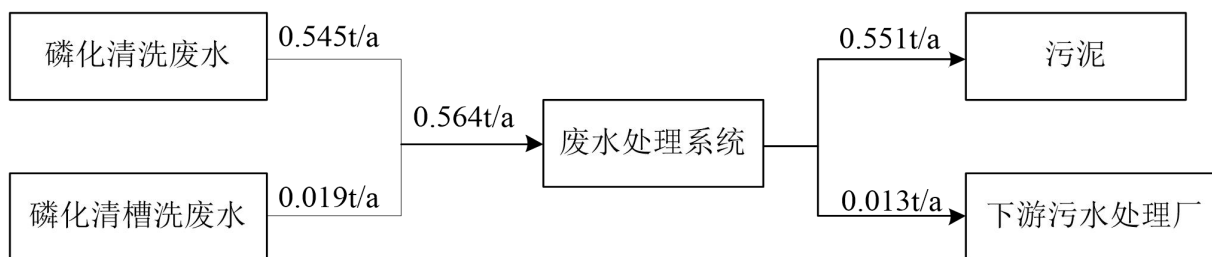 磷化清洗废水
0.545t/a
磷化清槽洗废水
0.019t/a
0.564t/a
废水处理系统
0.551t/a
污泥
0.013t/a
下游污水处理厂